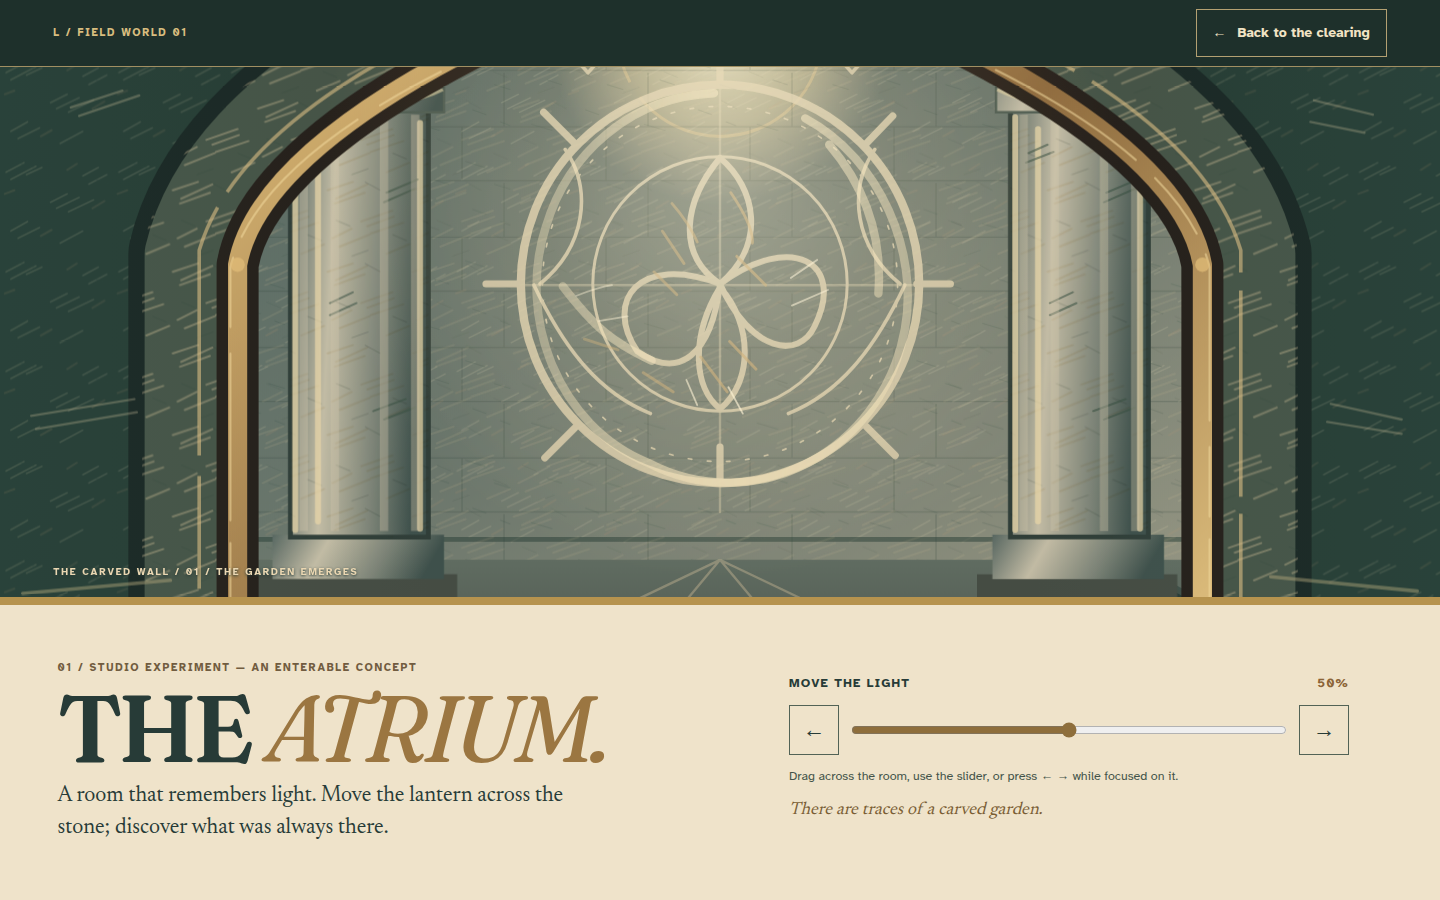 L / FIELD WORLD 01
← Back to the clearing
THE CARVED WALL / 01 / THE GARDEN EMERGES
01 / STUDIO EXPERIMENT — AN ENTERABLE CONCEPT
THE ATRIUM.
A room that remembers light. Move the lantern across the
stone; discover what was always there.
MOVE THE LIGHT 50%
← →
Drag across the room, use the slider, or press ← → while focused on it.
There are traces of a carved garden.